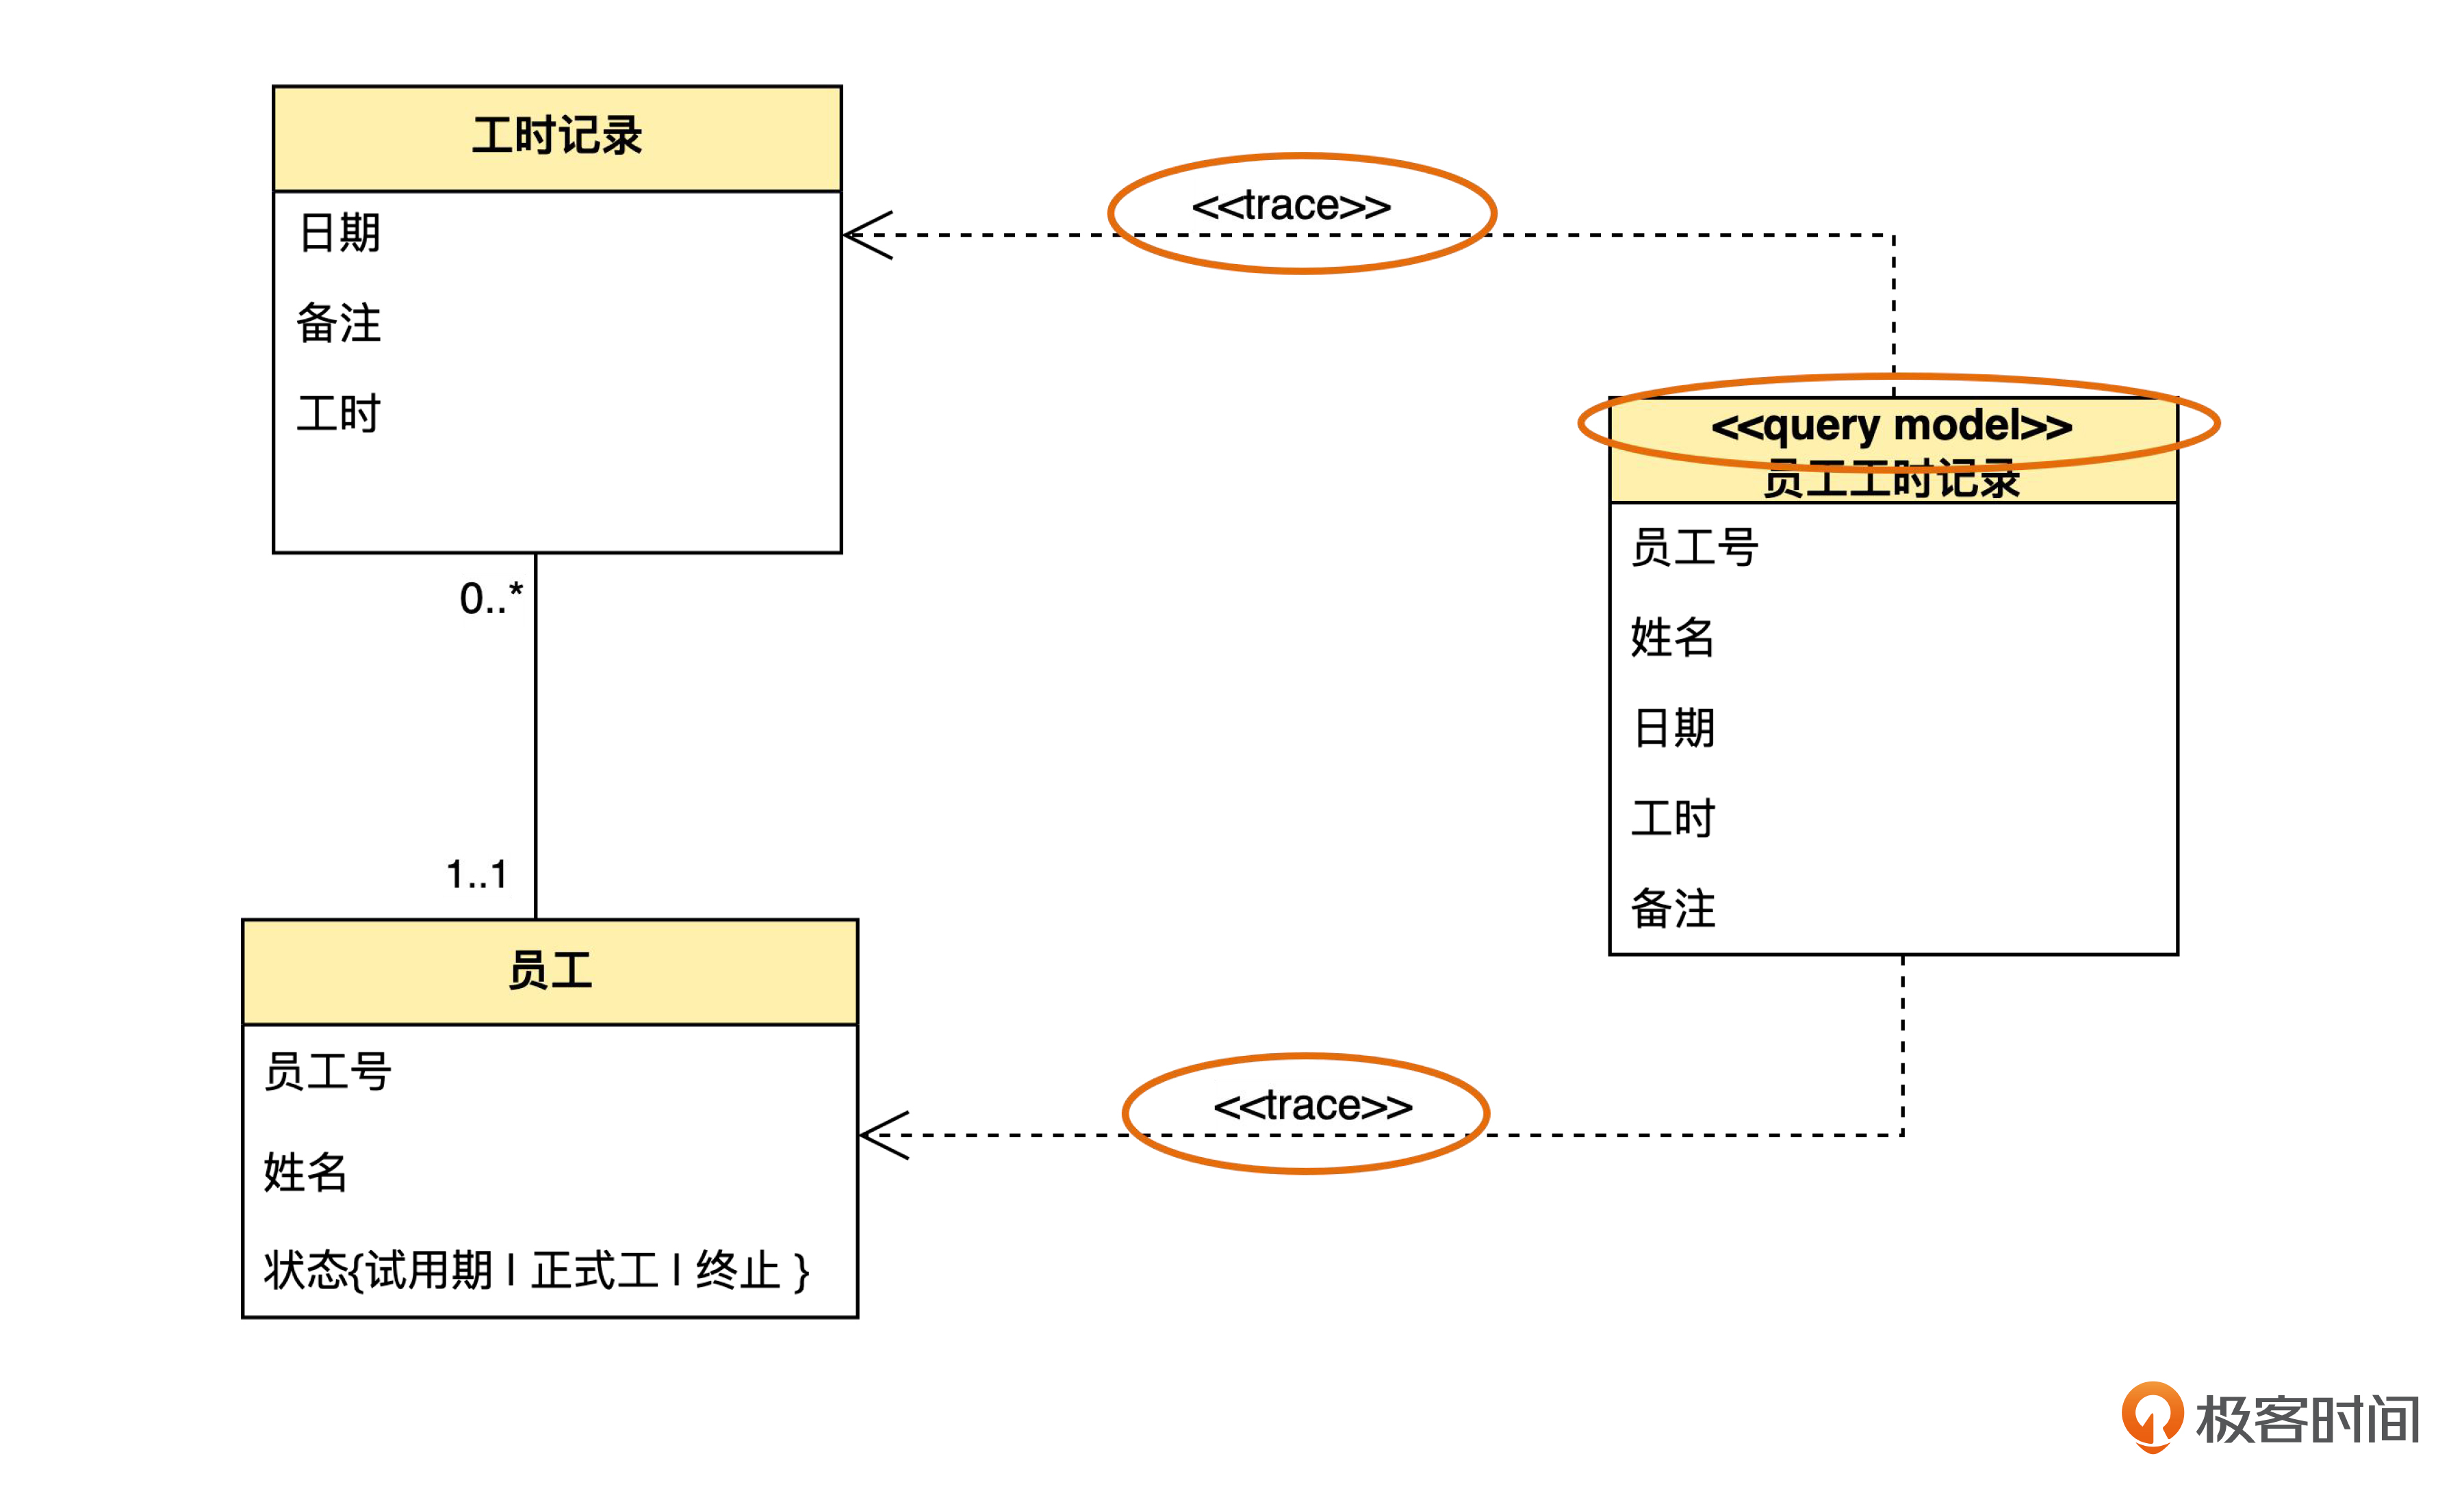 工时记录
日期
备注
工时
<<trace>>
<<query model>>
员工工时记录
员工号
姓名
日期
工时
备注
0..*
1..1
员工
员工号
姓名
状态{试用期 | 正式工 | 终止 }
<<trace>>
极客时间